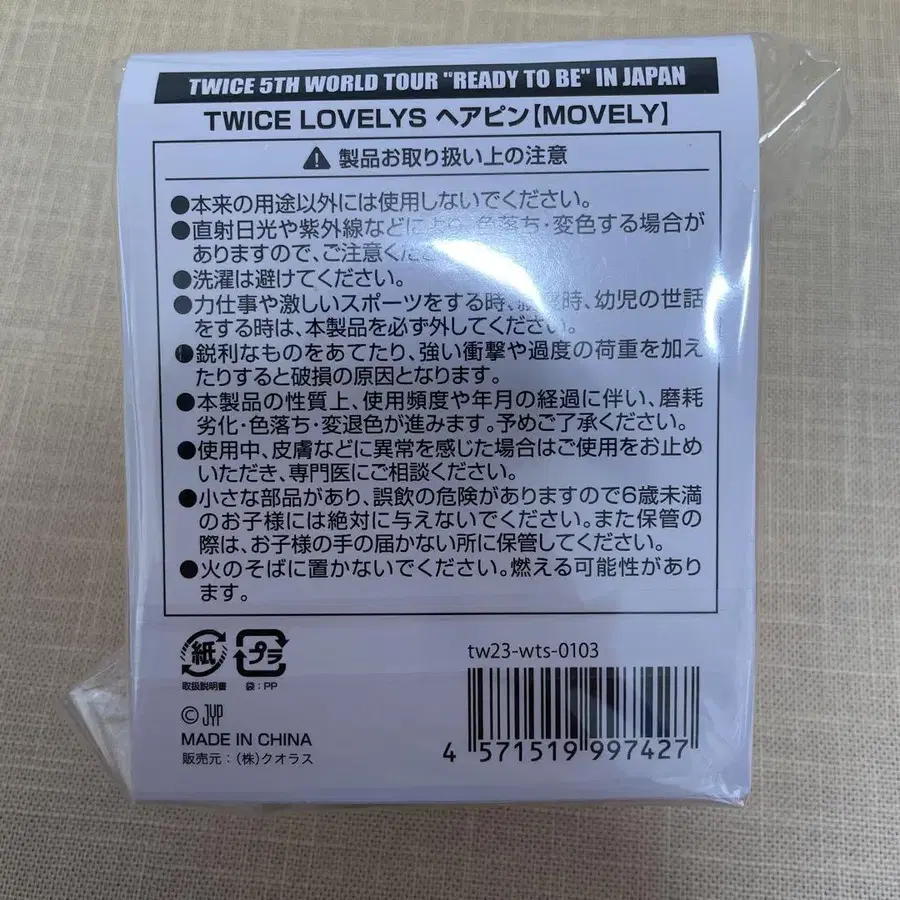 TWICE 5TH WORLD TOUR "READY TO BE" IN JAPAN
TWICE LOVELYS ヘアピン【MOVELY】
製品お取り扱い上の注意
●本来の用途以外には使用しないでください。
●直射日光や紫外線などにより、色落ち・変色する場合が
ありますので、ご注意くだ
●洗濯は避けてください。
●力仕事や激しいスポーツをする時、時、幼児の世話
をする時は、本製品を必ず外してください。
●鋭利なものをあてたり、強い衝撃や過度の荷重を加え
たりすると破損の原因となります。
●本製品の性質上、使用頻度や年月の経過に伴い、磨耗
劣化・色落ち・変退色が進みます。予めご了承ください。
●使用中、皮膚などに異常を感じた場合はご使用をお止め
いただき、専門医にご相談ください。
●小さな部品があり、誤飲の危険がありますので6歳未満
のお子様には絶対に与えないでください。また保管の
際は、お子様の手の届かない所に保管してください。
●火のそばに置かないでください。燃える可能性があり
ます。
紙
プラ
取扱説明書
袋：PP
tw23-wts-0103
© JYP
MADE IN CHINA
販売元：(株)クオラス
4 571519 997427